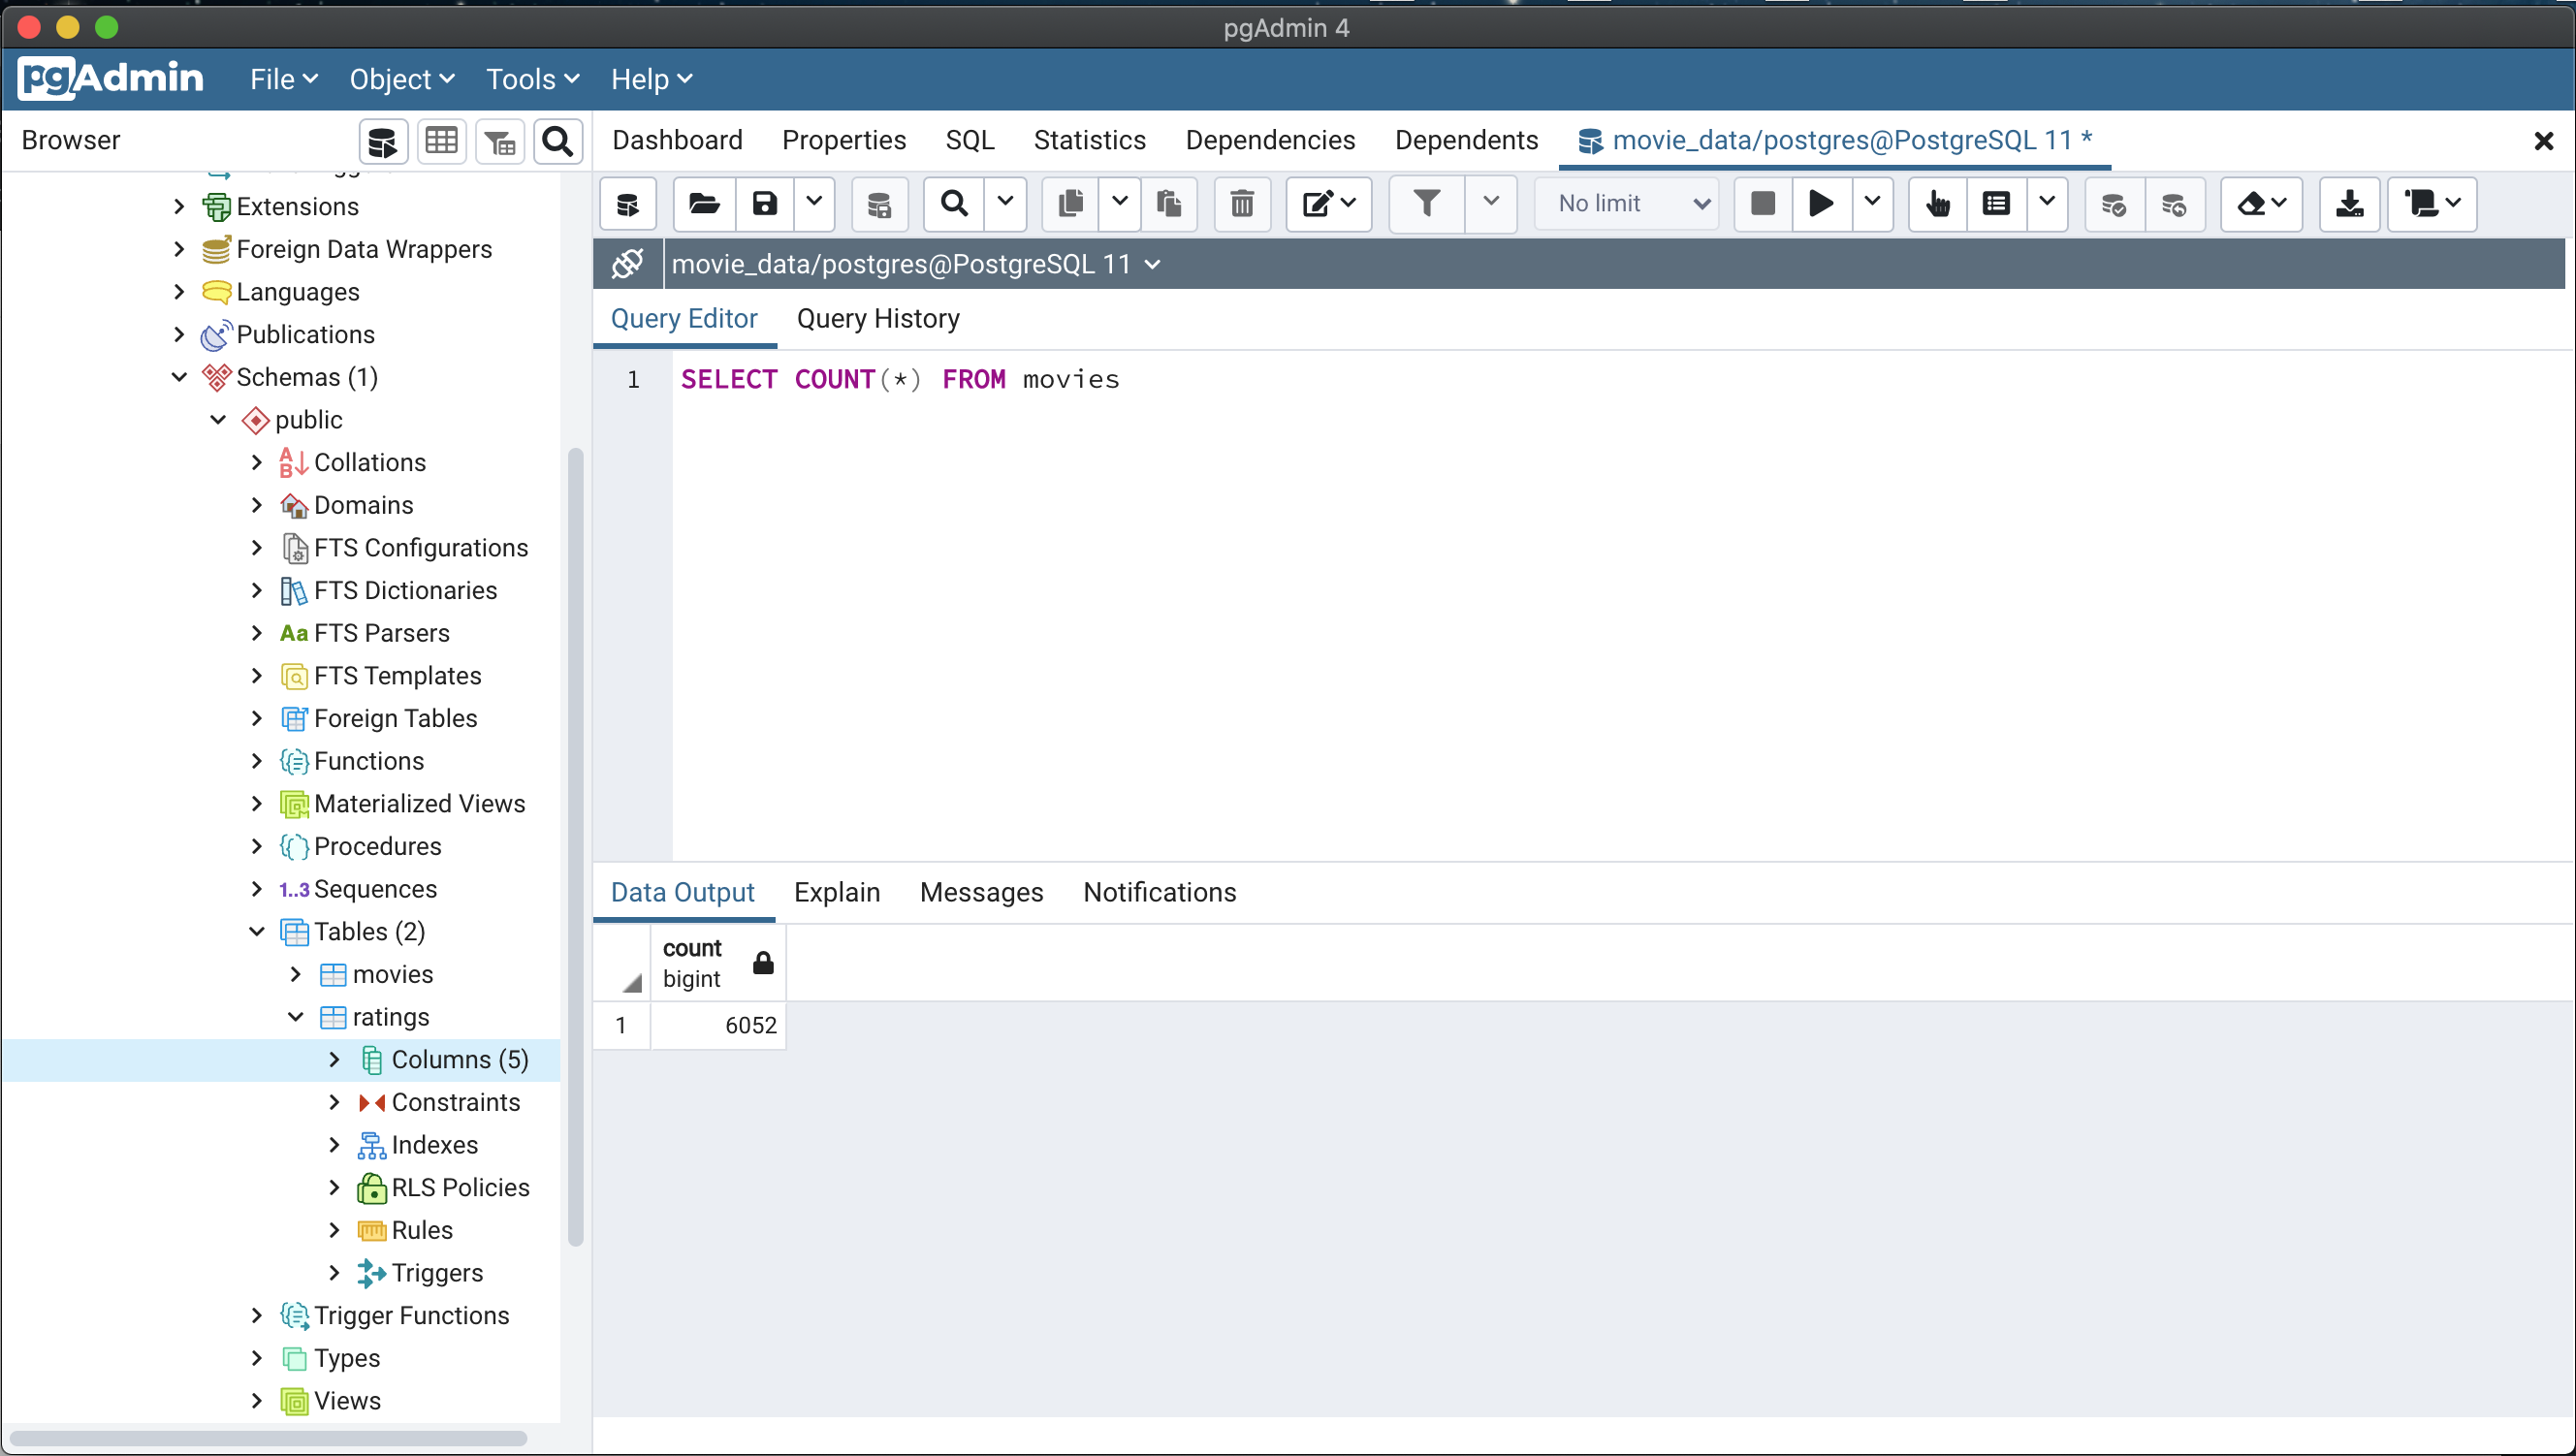 pgAdmin 4
pgAdmin File Object Tools Help
Browser
Dashboard Properties SQL Statistics Dependencies Dependents movie_data/postgres@PostgreSQL 11 *
No limit
movie_data/postgres@PostgreSQL 11
Query Editor Query History
1 SELECT COUNT(*) FROM movies
Extensions
Foreign Data Wrappers
Languages
Publications
Schemas (1)
public
Collations
Domains
FTS Configurations
FTS Dictionaries
Aa FTS Parsers
FTS Templates
Foreign Tables
Functions
Materialized Views
Procedures
1..3 Sequences
Tables (2)
movies
ratings
Columns (5)
Constraints
Indexes
RLS Policies
Rules
Triggers
Trigger Functions
Types
Views
Data Output Explain Messages Notifications
count
bigint
1 6052